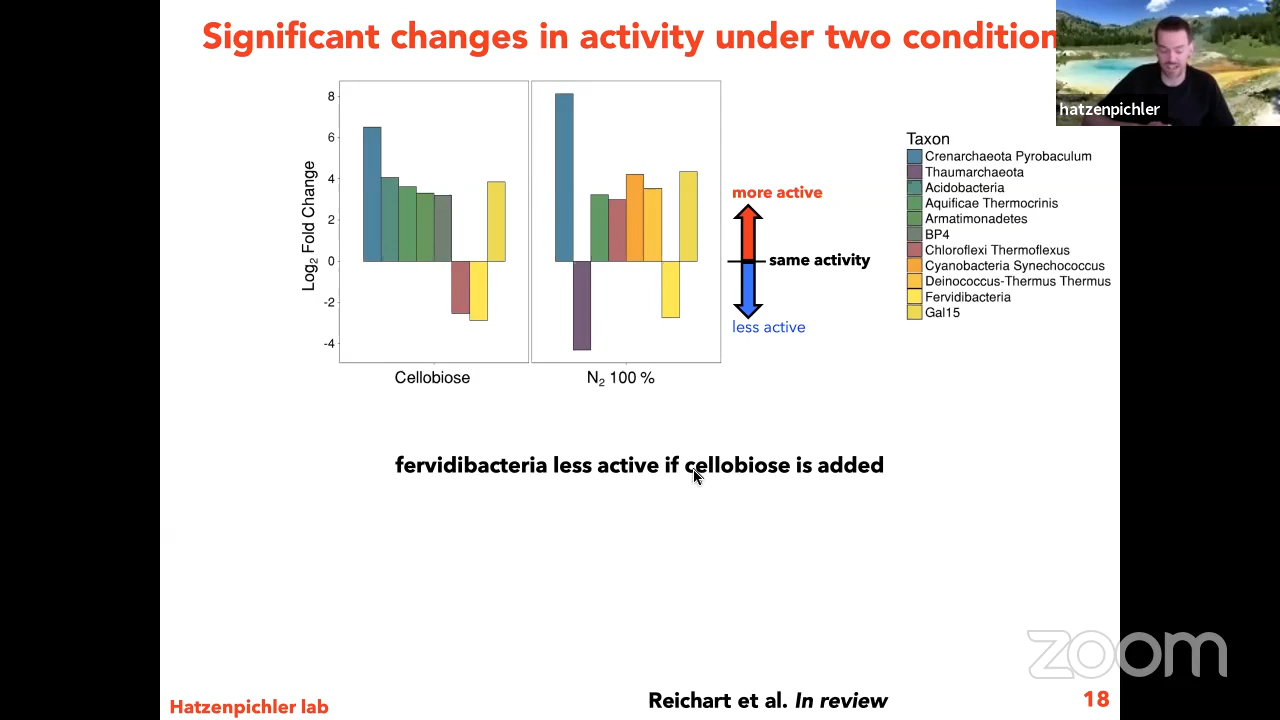 Significant changes in activity under two condition
hatzenpichler
8
6
4
2
0
-2
-4
Log2 Fold Change
Cellobiose
N2 100 %
more active
same activity
less active
Taxon
Crenarchaeota Pyrobaculum
Thaumarchaeota
Acidobacteria
Aquificae Thermocrinis
Armatimonadetes
BP4
Chloroflexi Thermoflexus
Cyanobacteria Synechococcus
Deinococcus-Thermus Thermus
Fervidibacteria
Gal15
fervidibacteria less active if cellobiose is added
zoom
Hatzenpichler lab
Reichart et al. In review
18